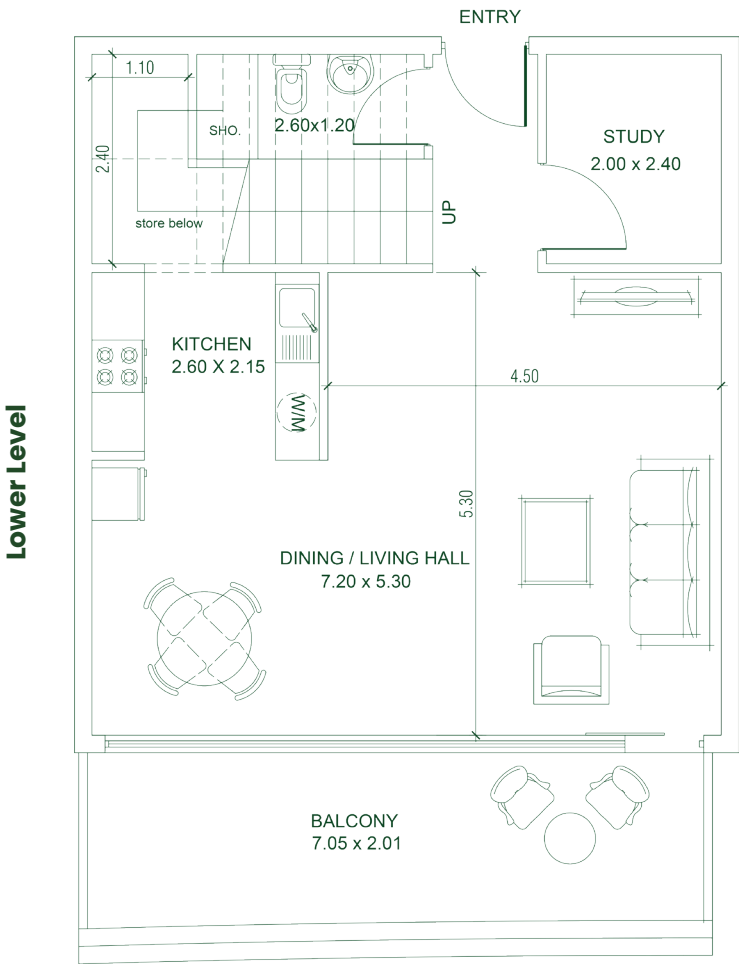 ENTRY
1.10
SHO.
2.60x1.20
STUDY
2.00 x 2.40
2.40
store below
UP
KITCHEN
2.60 X 2.15
4.50
W/M
Lower Level
5.30
DINING / LIVING HALL
7.20 x 5.30
BALCONY
7.05 x 2.01